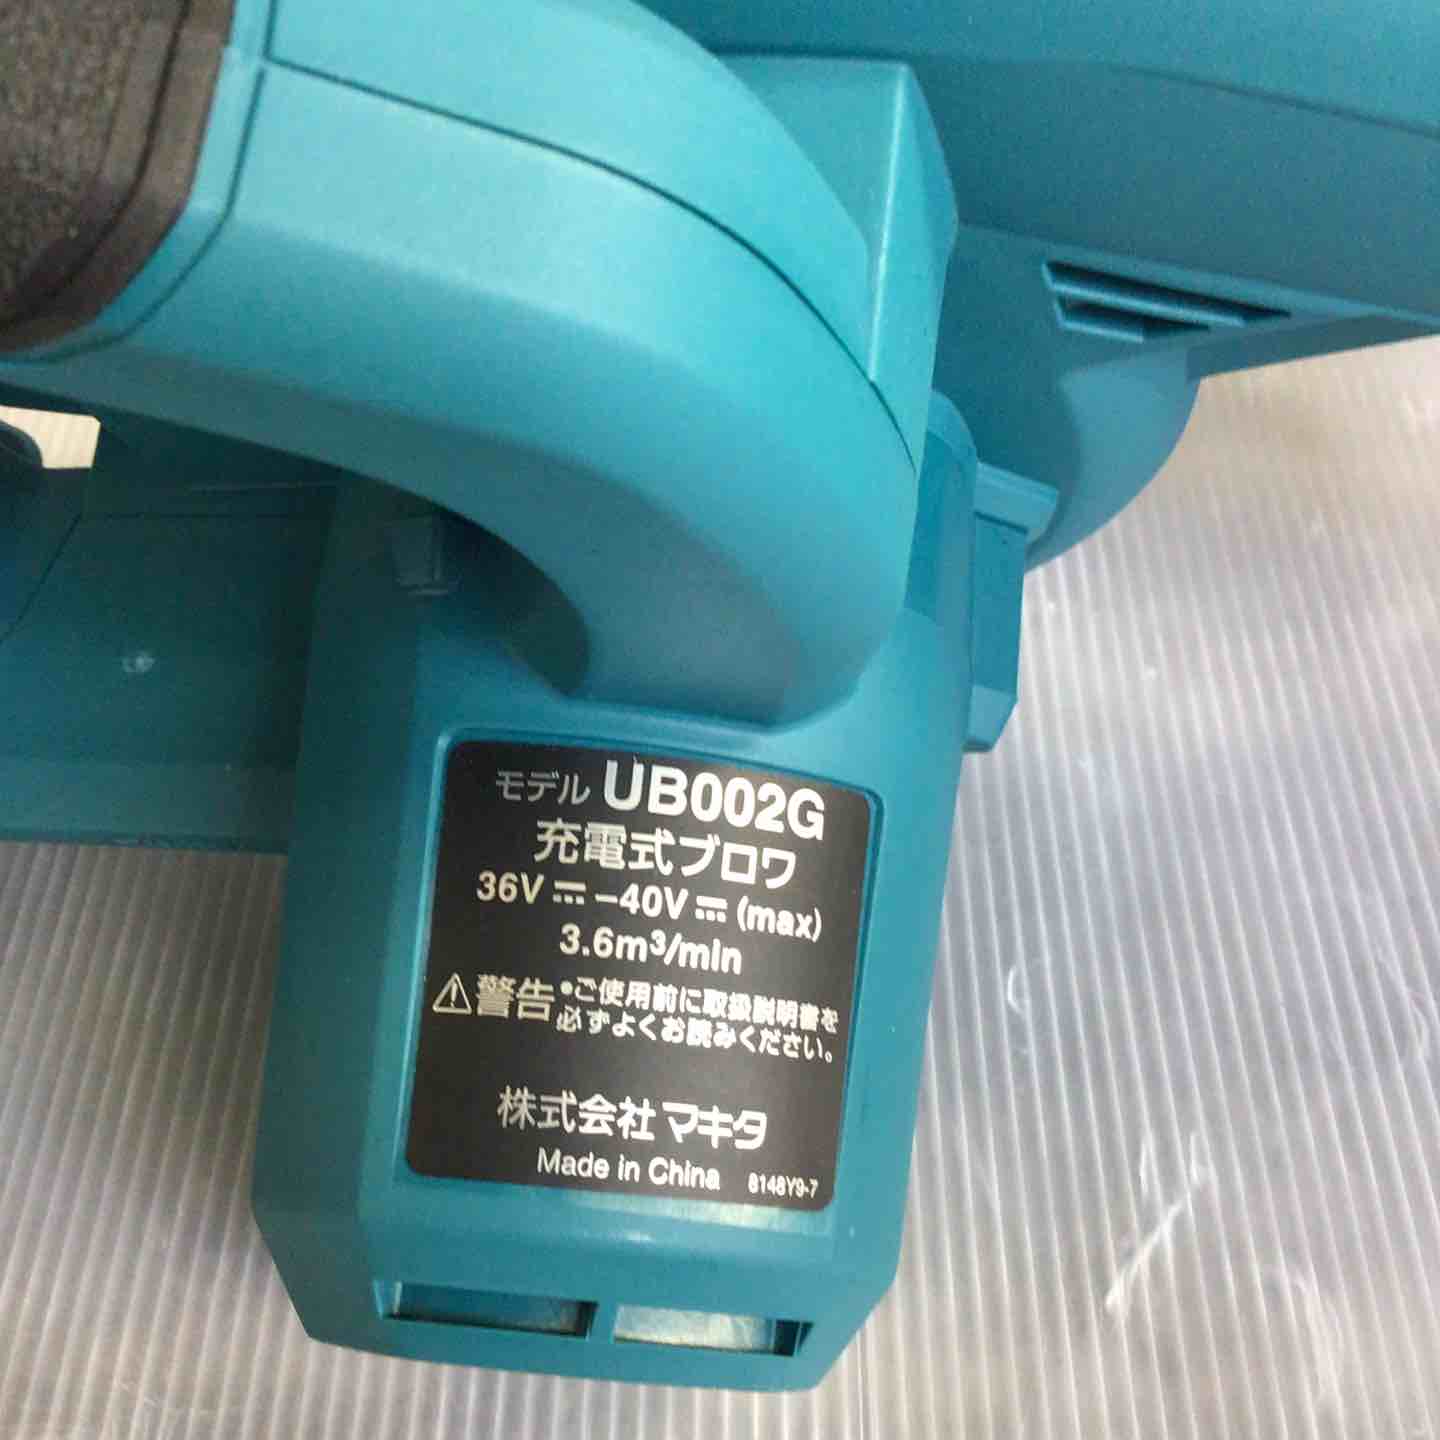 モデル UB002G
充電式ブロワ
36V⎓-40V⎓(max)
3.6m³/min
⚠警告 •ご使用前に取扱説明書を
必ずよくお読みください。
株式会社 マキタ
Made in China 8148Y9-7